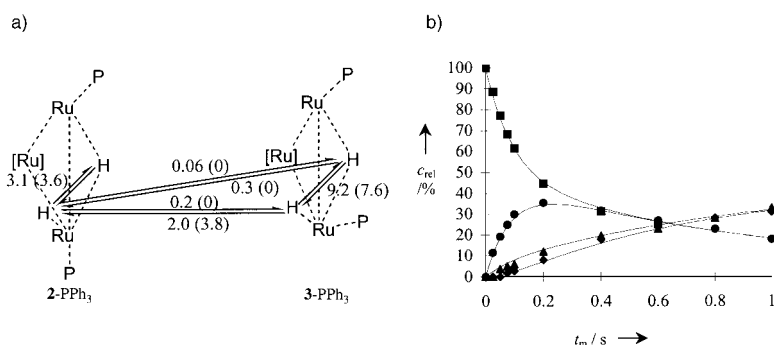 a)
b)
P
Ru
[Ru]
H
3.1 (3.6)
H
Ru
P
2-PPh₃
0.06 (0)
0.3 (0)
0.2 (0)
2.0 (3.8)
P
Ru
[Ru]
H
9.2 (7.6)
H
P
Ru
3-PPh₃
100
90
80
70
60
50
40
30
20
10
0
c_rel
/%
0
0.2
0.4
0.6
0.8
1
t_m / s